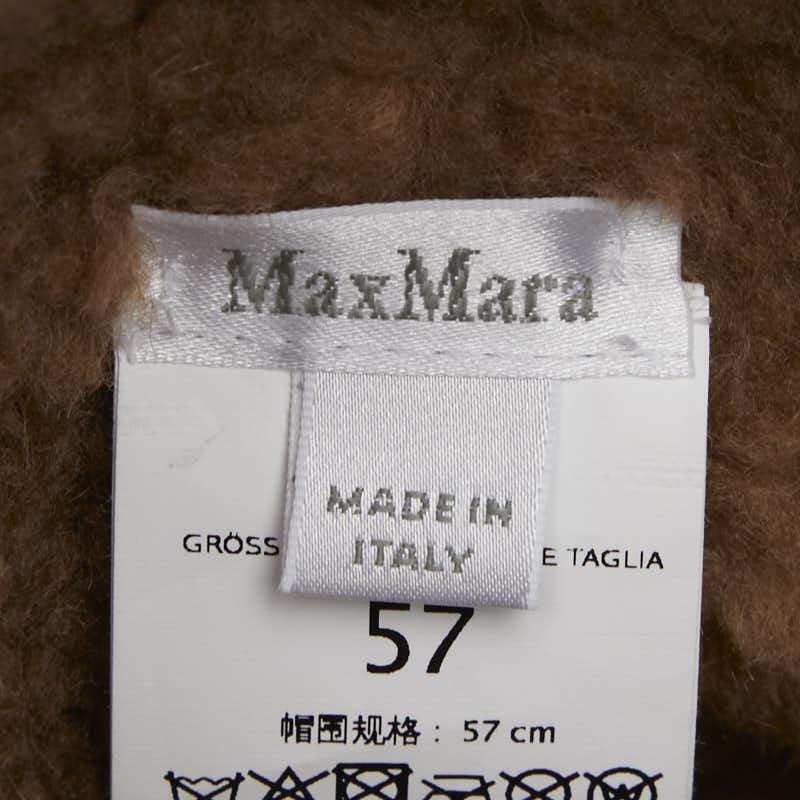 MaxMara
MADE IN
ITALY
GRÖSS E TAGLIA
57
帽围规格： 57 cm